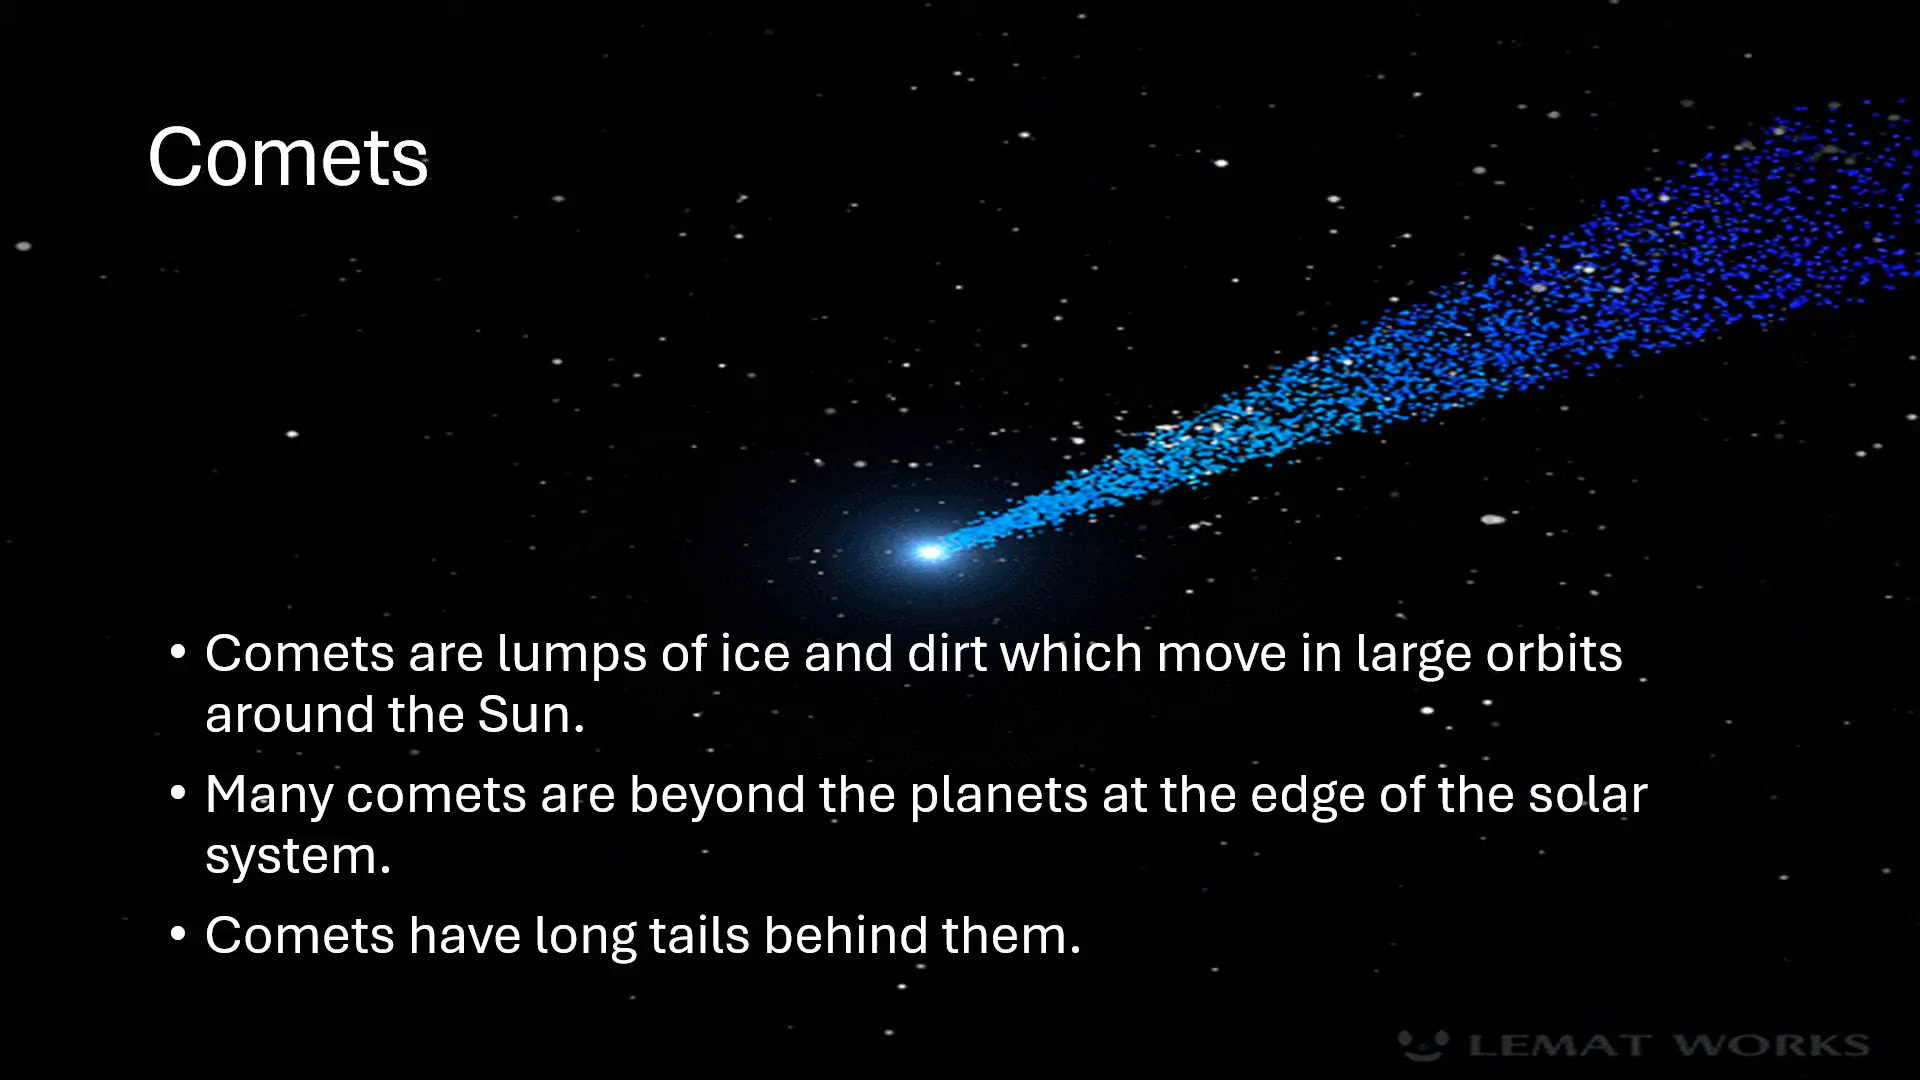 Comets
• Comets are lumps of ice and dirt which move in large orbits
around the Sun.
• Many comets are beyond the planets at the edge of the solar
system.
• Comets have long tails behind them.
LEMAT WORKS